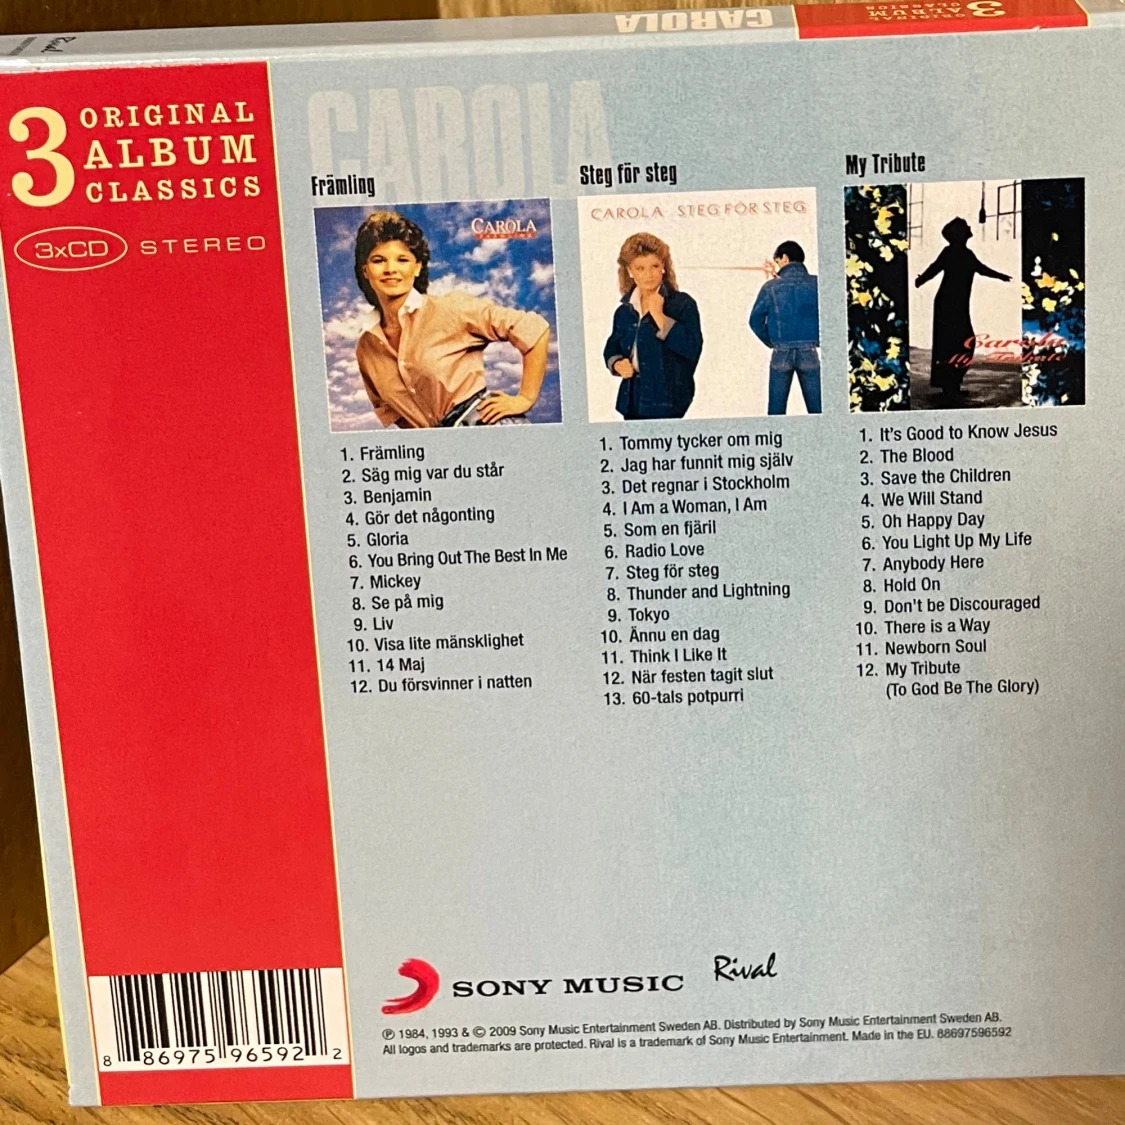 CAROLA
3 ORIGINAL ALBUM CLASSICS
Rival
3 ORIGINAL
ALBUM
CLASSICS
3xCD STEREO
CAROLA
Främling
CAROLA
FRÄMLING
1. Främling
2. Säg mig var du står
3. Benjamin
4. Gör det någonting
5. Gloria
6. You Bring Out The Best In Me
7. Mickey
8. Se på mig
9. Liv
10. Visa lite mänsklighet
11. 14 Maj
12. Du försvinner i natten
Steg för steg
CAROLA STEG FÖR STEG
1. Tommy tycker om mig
2. Jag har funnit mig själv
3. Det regnar i Stockholm
4. I Am a Woman, I Am
5. Som en fjäril
6. Radio Love
7. Steg för steg
8. Thunder and Lightning
9. Tokyo
10. Ännu en dag
11. Think I Like It
12. När festen tagit slut
13. 60-tals potpurri
My Tribute
Carola
My Tribute
1. It's Good to Know Jesus
2. The Blood
3. Save the Children
4. We Will Stand
5. Oh Happy Day
6. You Light Up My Life
7. Anybody Here
8. Hold On
9. Don't be Discouraged
10. There is a Way
11. Newborn Soul
12. My Tribute
(To God Be The Glory)
8 86975 96592 2
SONY MUSIC Rival
℗ 1984, 1993 & © 2009 Sony Music Entertainment Sweden AB. Distributed by Sony Music Entertainment Sweden AB.
All logos and trademarks are protected. Rival is a trademark of Sony Music Entertainment. Made in the EU. 88697596592